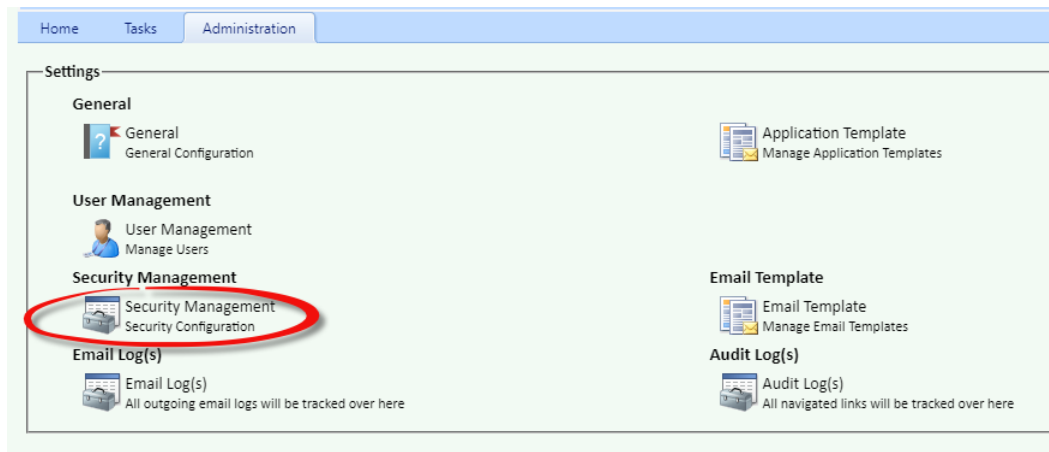 Home Tasks Administration
Settings
General
General
General Configuration
Application Template
Manage Application Templates
User Management
User Management
Manage Users
Security Management
Security Management
Security Configuration
Email Template
Email Template
Manage Email Templates
Email Log(s)
Email Log(s)
All outgoing email logs will be tracked over here
Audit Log(s)
Audit Log(s)
All navigated links will be tracked over here